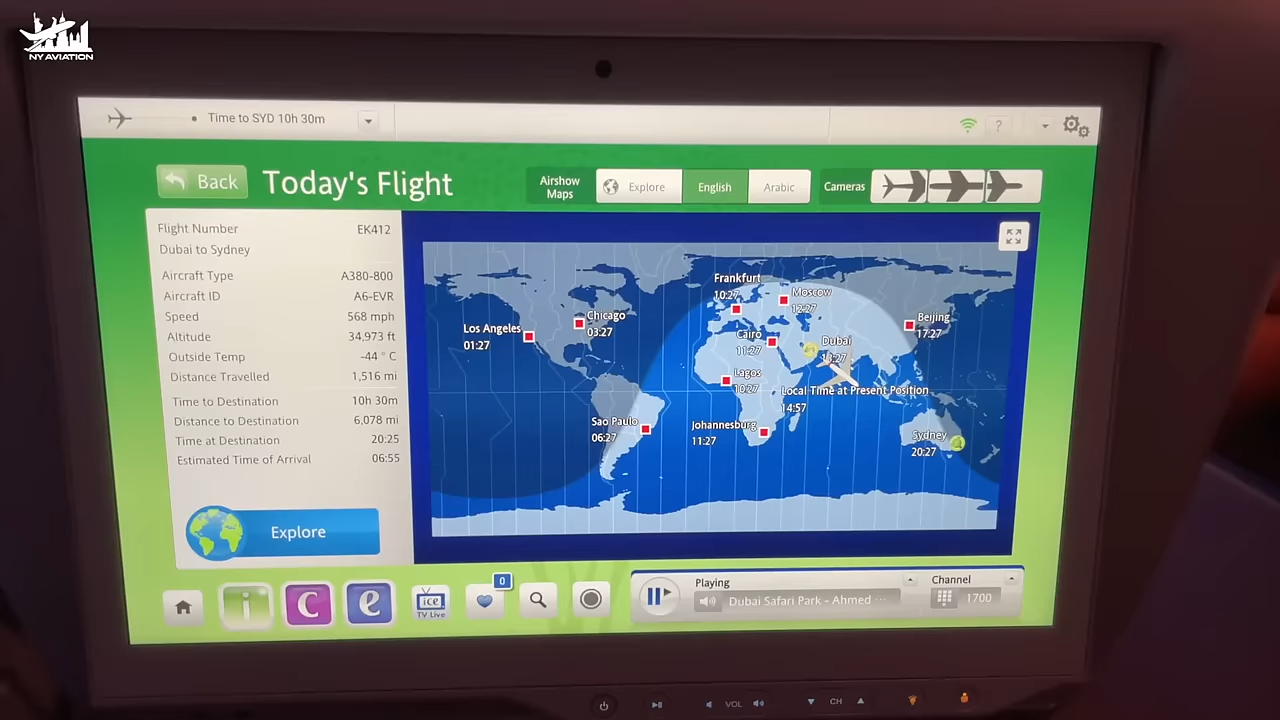 NY AVIATION
Time to SYD 10h 30m
?
Back
Today's Flight
Airshow
Maps
Explore
English
Arabic
Cameras
Flight Number EK412
Dubai to Sydney
Aircraft Type A380-800
Aircraft ID A6-EVR
Speed 568 mph
Altitude 34,973 ft
Outside Temp -44 ° C
Distance Travelled 1,516 mi
Time to Destination 10h 30m
Distance to Destination 6,078 mi
Time at Destination 20:25
Estimated Time of Arrival 06:55
Explore
Frankfurt
10:27
Moscow
12:27
Los Angeles
01:27
Chicago
03:27
Beijing
17:27
Cairo
11:27
Dubai
Lagos
10:27
Local Time at Present Position
14:57
Sao Paulo
06:27
Johannesburg
11:27
Sydney
20:27
i
C
e
ice
TV Live
0
Playing
Dubai Safari Park - Ahmed ...
Channel
1700
VOL
CH